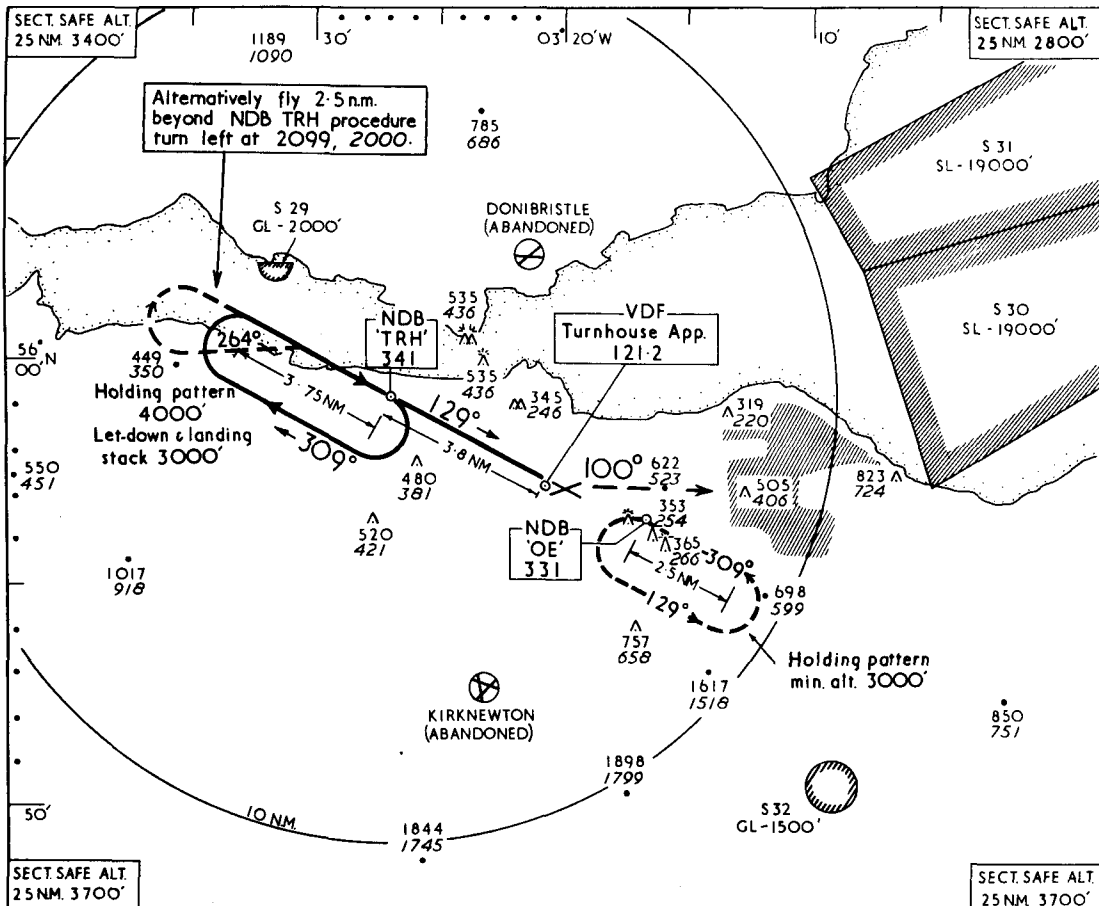 SECT. SAFE ALT.
25 NM. 3400'
30'
03° 20' W
10'
SECT. SAFE ALT.
25 NM. 2800'
1189
1090
Alternatively fly 2·5 n.m.
beyond NDB TRH procedure
turn left at 2099, 2000.
785
686
S 31
SL-19000'
S 29
GL-2000'
DONIBRISTLE
(ABANDONED)
535
436
NDB
'TRH'
341
VDF
Turnhouse App.
121·2
S 30
SL-19000'
264°
56°
00' N
449
350
535
436
3·75NM
129°
345
246
319
220
Holding pattern
4000'
Let-down & landing
stack 3000'
309°
3·8 NM
100°
622
523
823
724
550
451
480
381
505
406
353
254
520
421
NDB
'OE'
331
365
266
309°
2·5NM
1017
918
129°
698
599
757
658
Holding pattern
min. alt. 3000'
1617
1518
KIRKNEWTON
(ABANDONED)
850
751
1898
1799
50'
10 N.M.
S32
GL-1500'
1844
1745
SECT. SAFE ALT.
25 NM. 3700'
SECT. SAFE ALT.
25 NM. 3700'